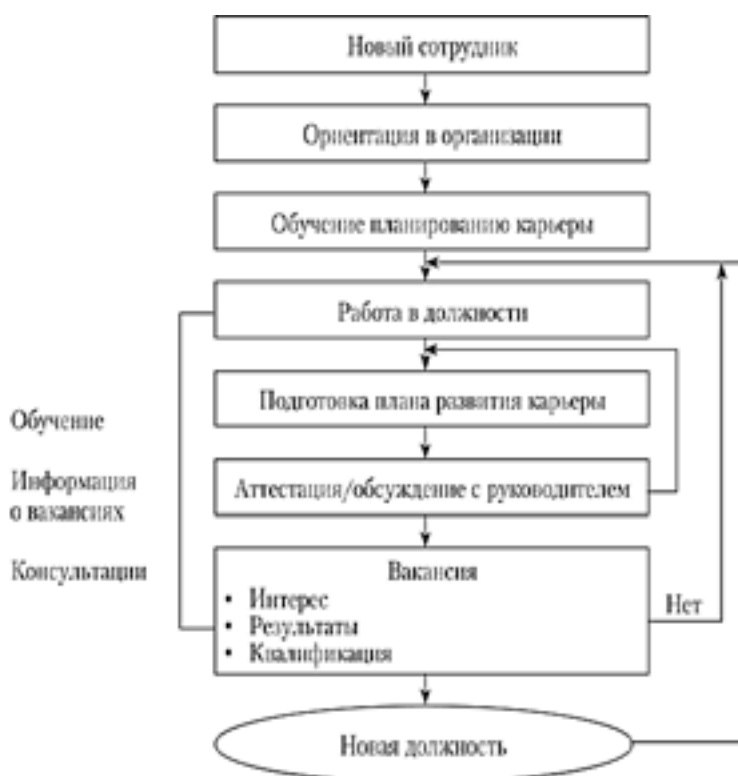 Новый сотрудник
Ориентация в организации
Обучение планированию карьеры
Работа в должности
Подготовка плана развития карьеры
Обучение
Информация
о вакансиях
Консультации
Аттестация/обсуждение с руководителем
Вакансия
• Интерес
• Результаты
• Квалификация
Нет
Новая должность